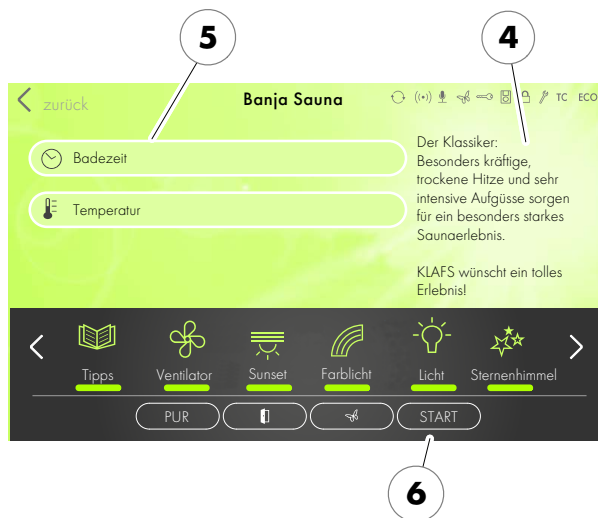 5
4
zurück
Banja Sauna
TC ECO
Badezeit
Temperatur
Der Klassiker:
Besonders kräftige,
trockene Hitze und sehr
intensive Aufgüsse sorgen
für ein besonders starkes
Saunaerlebnis.
KLAFS wünscht ein tolles
Erlebnis!
Tipps
Ventilator
Sunset
Farblicht
Licht
Sternenhimmel
PUR
START
6